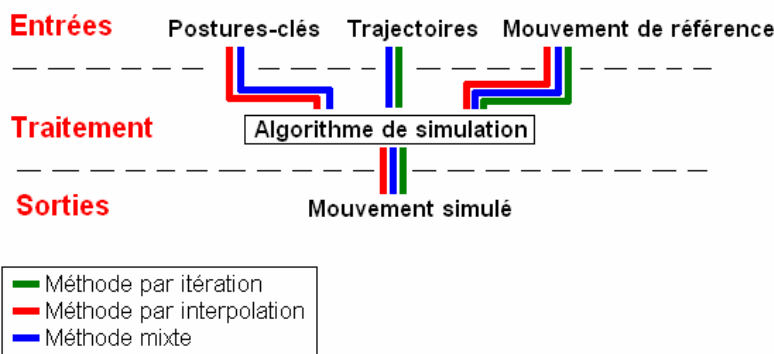 Entrées Postures-clés Trajectoires Mouvement de référence
Traitement Algorithme de simulation
Sorties Mouvement simulé
Méthode par itération
Méthode par interpolation
Méthode mixte